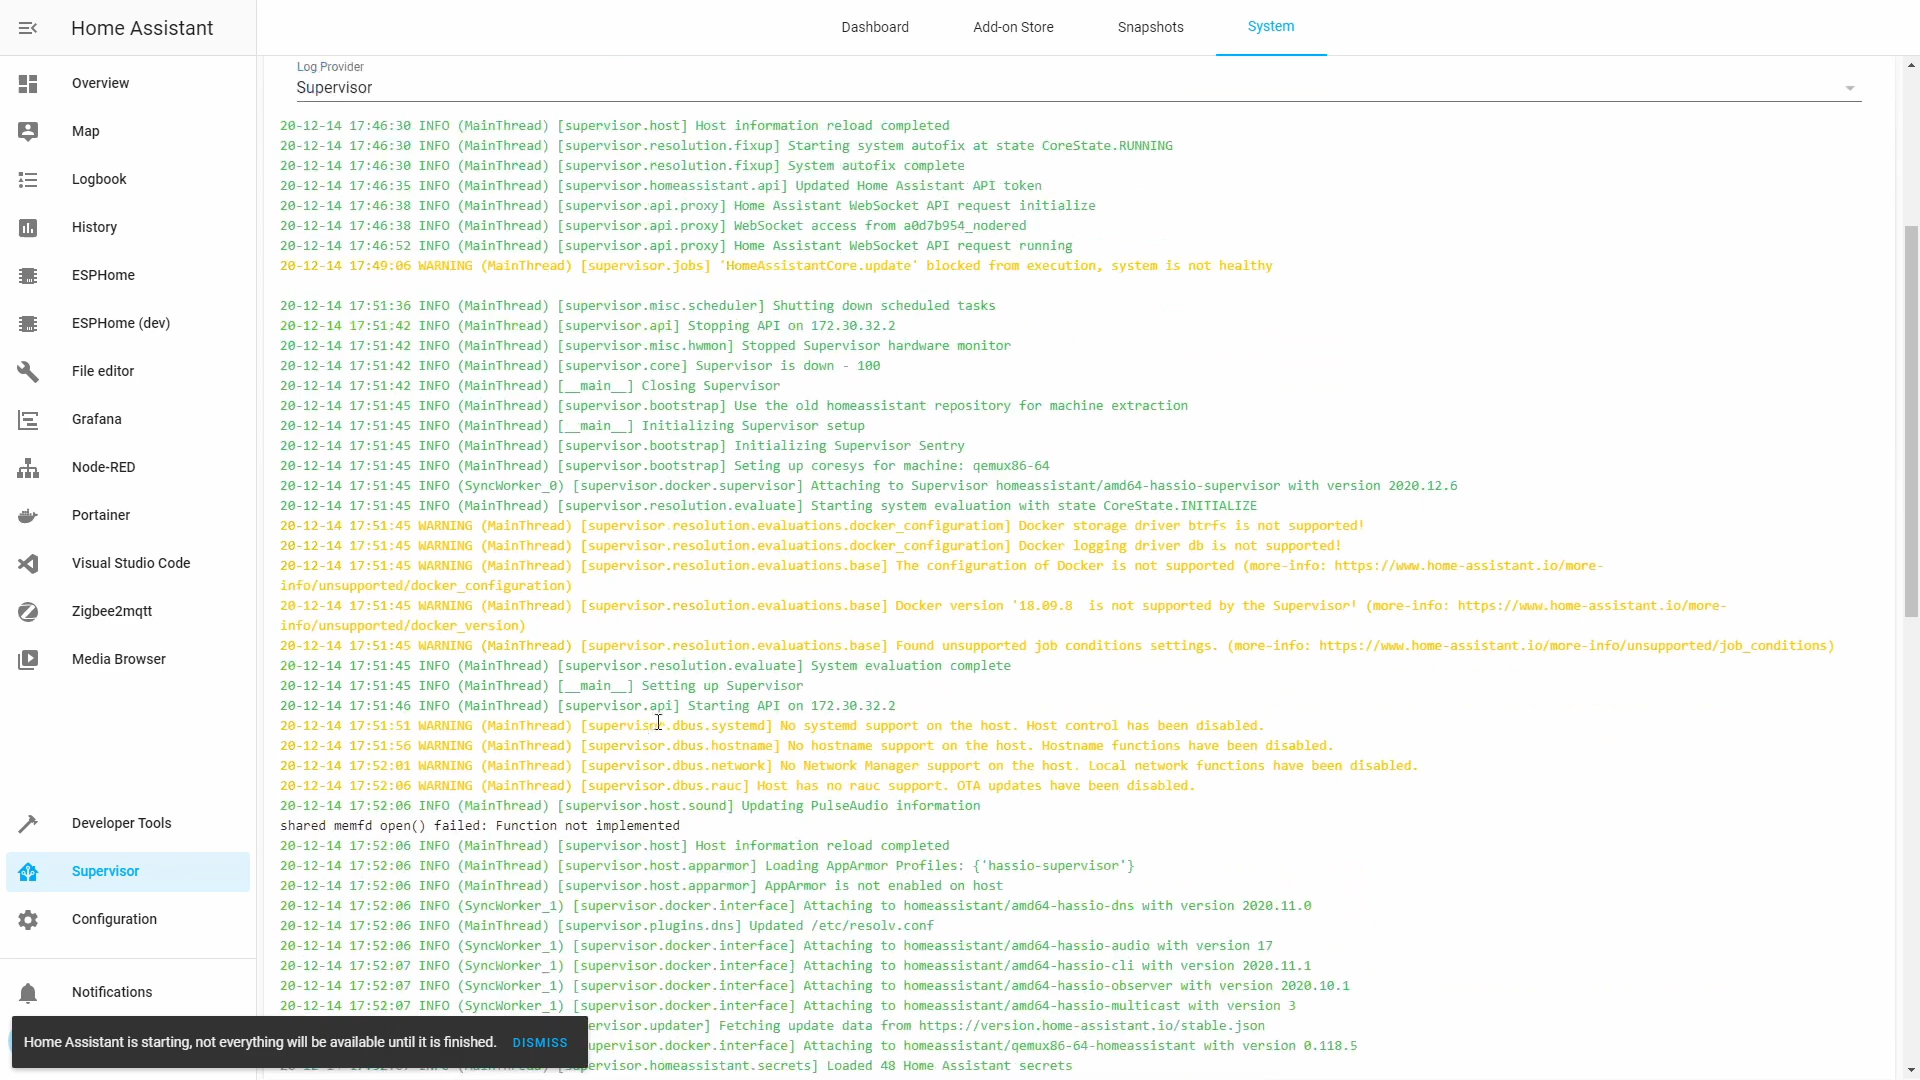 Home Assistant
Dashboard
Add-on Store
Snapshots
System
Overview
Map
Logbook
History
ESPHome
ESPHome (dev)
File editor
Grafana
Node-RED
Portainer
Visual Studio Code
Zigbee2mqtt
Media Browser
Developer Tools
Supervisor
Configuration
Notifications
Log Provider
Supervisor
20-12-14 17:46:30 INFO (MainThread) [supervisor.host] Host information reload completed
20-12-14 17:46:30 INFO (MainThread) [supervisor.resolution.fixup] Starting system autofix at state CoreState.RUNNING
20-12-14 17:46:30 INFO (MainThread) [supervisor.resolution.fixup] System autofix complete
20-12-14 17:46:35 INFO (MainThread) [supervisor.homeassistant.api] Updated Home Assistant API token
20-12-14 17:46:38 INFO (MainThread) [supervisor.api.proxy] Home Assistant WebSocket API request initialize
20-12-14 17:46:38 INFO (MainThread) [supervisor.api.proxy] WebSocket access from a0d7b954_nodered
20-12-14 17:46:52 INFO (MainThread) [supervisor.api.proxy] Home Assistant WebSocket API request running
20-12-14 17:49:06 WARNING (MainThread) [supervisor.jobs] 'HomeAssistantCore.update' blocked from execution, system is not healthy
20-12-14 17:51:36 INFO (MainThread) [supervisor.misc.scheduler] Shutting down scheduled tasks
20-12-14 17:51:42 INFO (MainThread) [supervisor.api] Stopping API on 172.30.32.2
20-12-14 17:51:42 INFO (MainThread) [supervisor.misc.hwmon] Stopped Supervisor hardware monitor
20-12-14 17:51:42 INFO (MainThread) [supervisor.core] Supervisor is down - 100
20-12-14 17:51:42 INFO (MainThread) [__main__] Closing Supervisor
20-12-14 17:51:45 INFO (MainThread) [supervisor.bootstrap] Use the old homeassistant repository for machine extraction
20-12-14 17:51:45 INFO (MainThread) [__main__] Initializing Supervisor setup
20-12-14 17:51:45 INFO (MainThread) [supervisor.bootstrap] Initializing Supervisor Sentry
20-12-14 17:51:45 INFO (MainThread) [supervisor.bootstrap] Seting up coresys for machine: qemux86-64
20-12-14 17:51:45 INFO (SyncWorker_0) [supervisor.docker.supervisor] Attaching to Supervisor homeassistant/amd64-hassio-supervisor with version 2020.12.6
20-12-14 17:51:45 INFO (MainThread) [supervisor.resolution.evaluate] Starting system evaluation with state CoreState.INITIALIZE
20-12-14 17:51:45 WARNING (MainThread) [supervisor.resolution.evaluations.docker_configuration] Docker storage driver btrfs is not supported!
20-12-14 17:51:45 WARNING (MainThread) [supervisor.resolution.evaluations.docker_configuration] Docker logging driver db is not supported!
20-12-14 17:51:45 WARNING (MainThread) [supervisor.resolution.evaluations.base] The configuration of Docker is not supported (more-info: https://www.home-assistant.io/more-
info/unsupported/docker_configuration)
20-12-14 17:51:45 WARNING (MainThread) [supervisor.resolution.evaluations.base] Docker version '18.09.8  is not supported by the Supervisor! (more-info: https://www.home-assistant.io/more-
info/unsupported/docker_version)
20-12-14 17:51:45 WARNING (MainThread) [supervisor.resolution.evaluations.base] Found unsupported job conditions settings. (more-info: https://www.home-assistant.io/more-info/unsupported/job_conditions)
20-12-14 17:51:45 INFO (MainThread) [supervisor.resolution.evaluate] System evaluation complete
20-12-14 17:51:45 INFO (MainThread) [__main__] Setting up Supervisor
20-12-14 17:51:46 INFO (MainThread) [supervisor.api] Starting API on 172.30.32.2
20-12-14 17:51:51 WARNING (MainThread) [supervisor.dbus.systemd] No systemd support on the host. Host control has been disabled.
20-12-14 17:51:56 WARNING (MainThread) [supervisor.dbus.hostname] No hostname support on the host. Hostname functions have been disabled.
20-12-14 17:52:01 WARNING (MainThread) [supervisor.dbus.network] No Network Manager support on the host. Local network functions have been disabled.
20-12-14 17:52:06 WARNING (MainThread) [supervisor.dbus.rauc] Host has no rauc support. OTA updates have been disabled.
20-12-14 17:52:06 INFO (MainThread) [supervisor.host.sound] Updating PulseAudio information
shared memfd open() failed: Function not implemented
20-12-14 17:52:06 INFO (MainThread) [supervisor.host] Host information reload completed
20-12-14 17:52:06 INFO (MainThread) [supervisor.host.apparmor] Loading AppArmor Profiles: {'hassio-supervisor'}
20-12-14 17:52:06 INFO (MainThread) [supervisor.host.apparmor] AppArmor is not enabled on host
20-12-14 17:52:06 INFO (SyncWorker_1) [supervisor.docker.interface] Attaching to homeassistant/amd64-hassio-dns with version 2020.11.0
20-12-14 17:52:06 INFO (MainThread) [supervisor.plugins.dns] Updated /etc/resolv.conf
20-12-14 17:52:06 INFO (SyncWorker_1) [supervisor.docker.interface] Attaching to homeassistant/amd64-hassio-audio with version 17
20-12-14 17:52:07 INFO (SyncWorker_1) [supervisor.docker.interface] Attaching to homeassistant/amd64-hassio-cli with version 2020.11.1
20-12-14 17:52:07 INFO (SyncWorker_1) [supervisor.docker.interface] Attaching to homeassistant/amd64-hassio-observer with version 2020.10.1
20-12-14 17:52:07 INFO (SyncWorker_1) [supervisor.docker.interface] Attaching to homeassistant/amd64-hassio-multicast with version 3
ervisor.updater] Fetching update data from https://version.home-assistant.io/stable.json
ervisor.docker.interface] Attaching to homeassistant/qemux86-64-homeassistant with version 0.118.5
ervisor.homeassistant.secrets] Loaded 48 Home Assistant secrets
Home Assistant is starting, not everything will be available until it is finished.
DISMISS